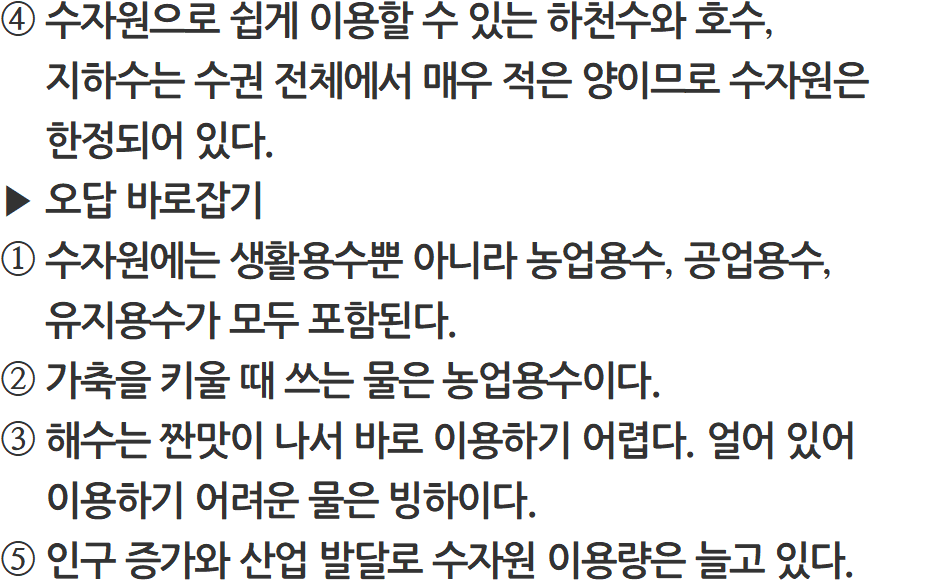 ④ 수자원으로 쉽게 이용할 수 있는 하천수와 호수,
지하수는 수권 전체에서 매우 적은 양이므로 수자원은
한정되어 있다.
▶ 오답 바로잡기
① 수자원에는 생활용수뿐 아니라 농업용수, 공업용수,
유지용수가 모두 포함된다.
② 가축을 키울 때 쓰는 물은 농업용수이다.
③ 해수는 짠맛이 나서 바로 이용하기 어렵다. 얼어 있어
이용하기 어려운 물은 빙하이다.
⑤ 인구 증가와 산업 발달로 수자원 이용량은 늘고 있다.